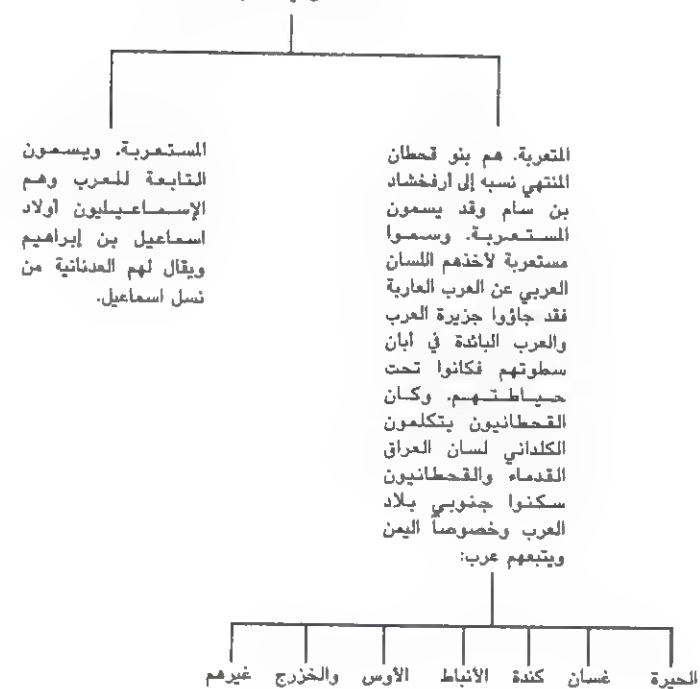 المتعربة. هم بنو قحطان
المنتهي نسبه إلى أرفخشاد
بن سام وقد يسمون
المستعربة. وسموا
مستعربة لأخذهم اللسان
العربي عن العرب العاربة
فقد جاؤوا جزيرة العرب
والعرب البائدة في أبان
سطوتهم فكانوا تحت
حياطتهم. وكان
القحطانيون يتكلمون
الكلداني لسان العراق
القدماء والقحطانيون
سكنوا جنوبي بلاد
العرب وخصوصاً اليمن
ويتبعهم عرب:
المستعربة. ويسمون
التابعة للعرب وهم
الإسماعيليون أولاد
اسماعيل بن إبراهيم
ويقال لهم العدنانية من
نسل اسماعيل.
الحيرة غسان كندة الأنباط الأوس والخزرج غيرهم